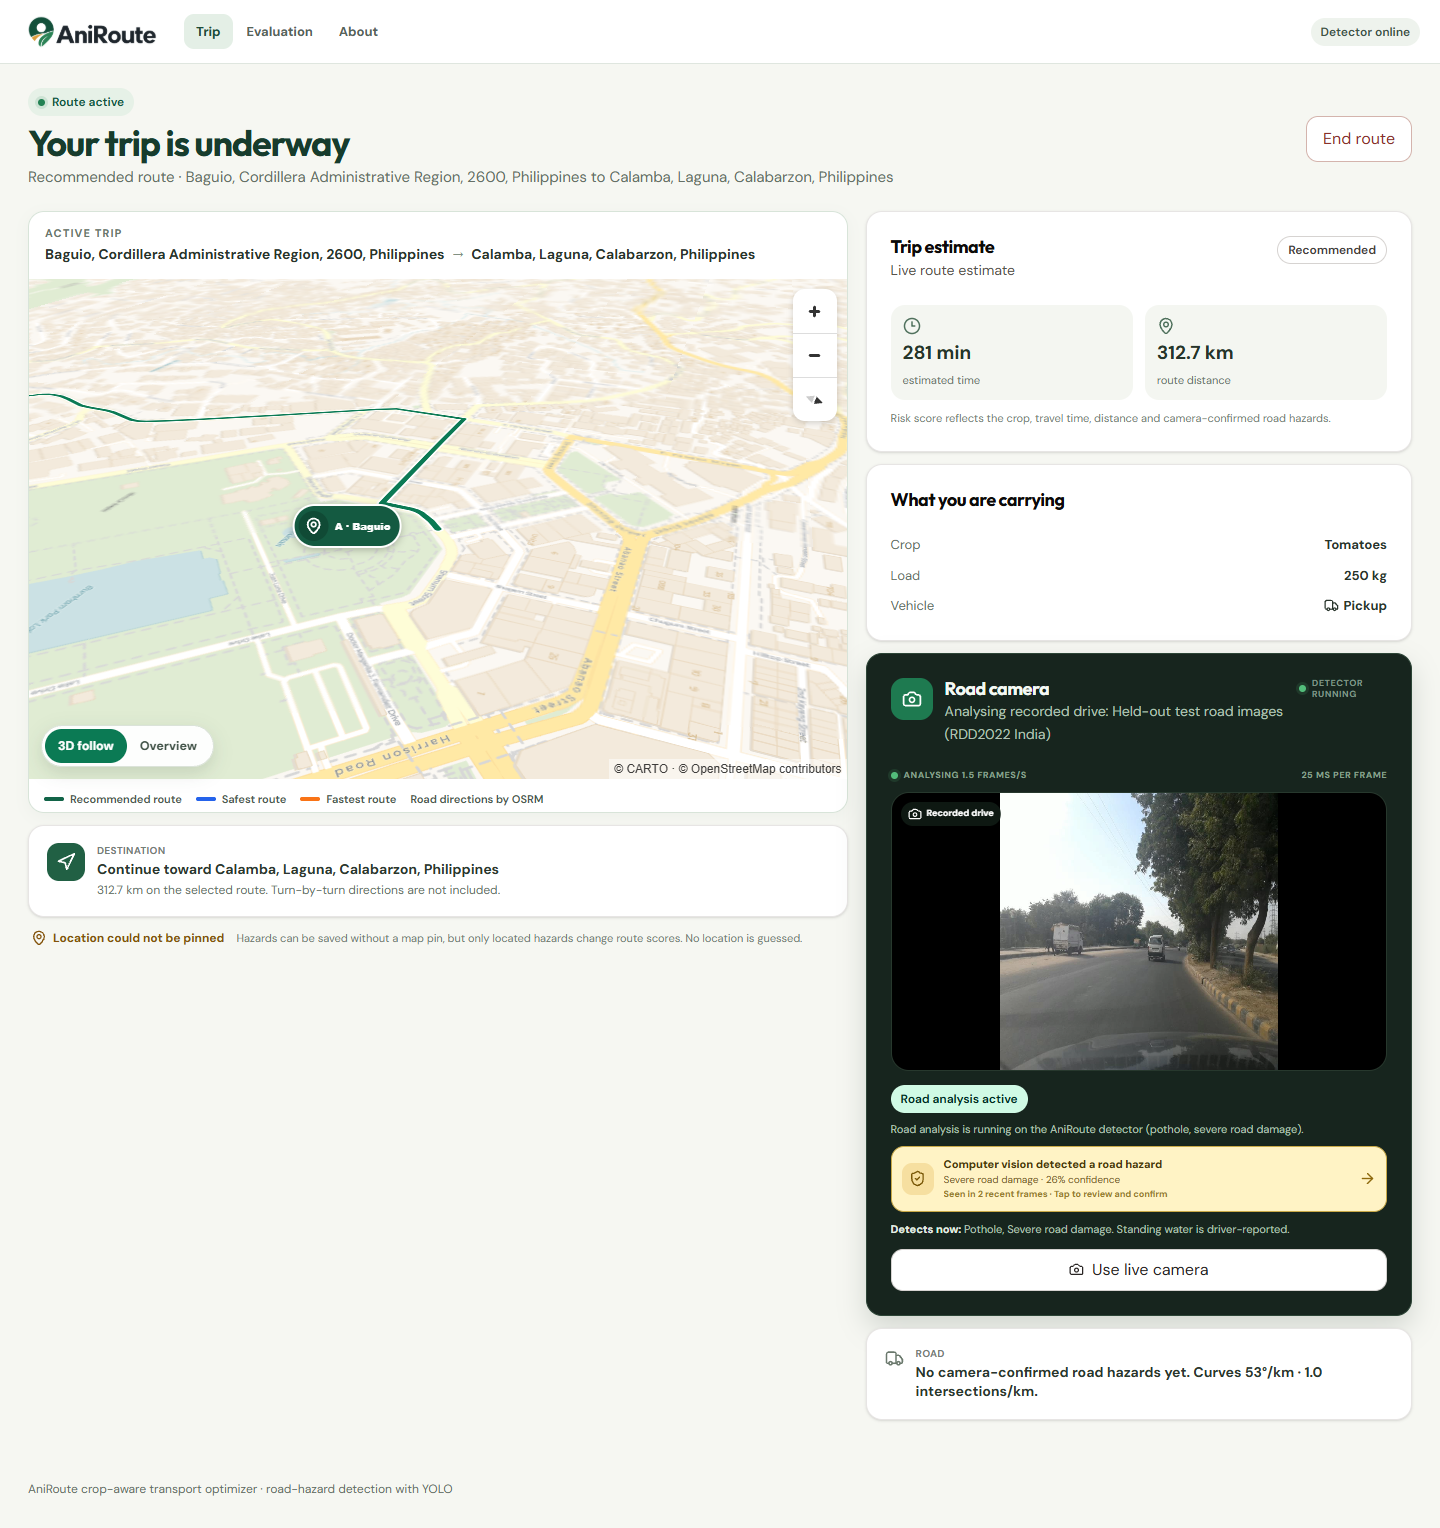 AniRoute
Trip
Evaluation
About
Detector online
Route active
Your trip is underway
Recommended route · Baguio, Cordillera Administrative Region, 2600, Philippines to Calamba, Laguna, Calabarzon, Philippines
End route
ACTIVE TRIP
Baguio, Cordillera Administrative Region, 2600, Philippines → Calamba, Laguna, Calabarzon, Philippines
A · Baguio
Abanao Street
Abanao Street
Harrison Road
3D follow
Overview
© CARTO · © OpenStreetMap contributors
Recommended route
Safest route
Fastest route
Road directions by OSRM
DESTINATION
Continue toward Calamba, Laguna, Calabarzon, Philippines
312.7 km on the selected route. Turn-by-turn directions are not included.
Location could not be pinned
Hazards can be saved without a map pin, but only located hazards change route scores. No location is guessed.
Trip estimate
Recommended
Live route estimate
281 min
estimated time
312.7 km
route distance
Risk score reflects the crop, travel time, distance and camera-confirmed road hazards.
What you are carrying
Crop
Tomatoes
Load
250 kg
Vehicle
Pickup
Road camera
DETECTOR
RUNNING
Analysing recorded drive: Held-out test road images
(RDD2022 India)
ANALYSING 1.5 FRAMES/S
25 MS PER FRAME
Recorded drive
Road analysis active
Road analysis is running on the AniRoute detector (pothole, severe road damage).
Computer vision detected a road hazard
Severe road damage · 26% confidence
Seen in 2 recent frames · Tap to review and confirm
Detects now: Pothole, Severe road damage. Standing water is driver-reported.
Use live camera
ROAD
No camera-confirmed road hazards yet. Curves 53°/km · 1.0
intersections/km.
AniRoute crop-aware transport optimizer · road-hazard detection with YOLO